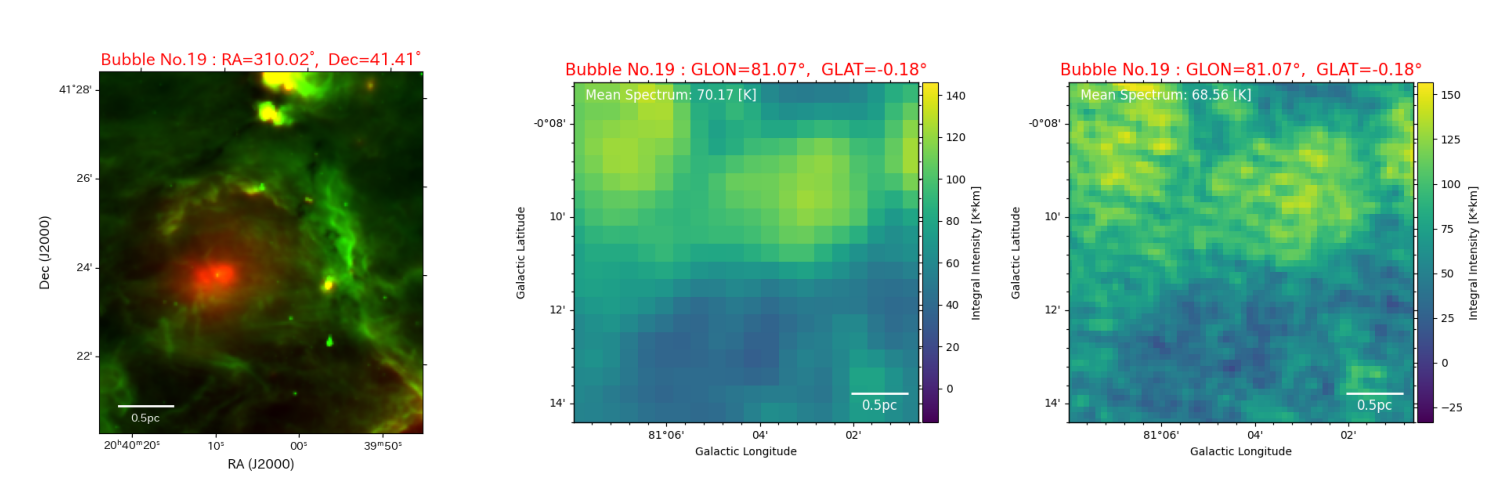 Bubble No.19 : RA=310.02°, Dec=41.41°
41°28'
26'
24'
22'
Dec (J2000)
0.5pc
20ʰ40ᵐ20ˢ
10ˢ
00ˢ
39ᵐ50ˢ
RA (J2000)
Bubble No.19 : GLON=81.07°, GLAT=-0.18°
Mean Spectrum: 70.17 [K]
-0°08'
10'
12'
14'
Galactic Latitude
0.5pc
81°06'
04'
02'
Galactic Longitude
140
120
100
80
60
40
20
0
Integral Intensity [K*km]
Bubble No.19 : GLON=81.07°, GLAT=-0.18°
Mean Spectrum: 68.56 [K]
-0°08'
10'
12'
14'
Galactic Latitude
0.5pc
81°06'
04'
02'
Galactic Longitude
150
125
100
75
50
25
0
−25
Integral Intensity [K*km]